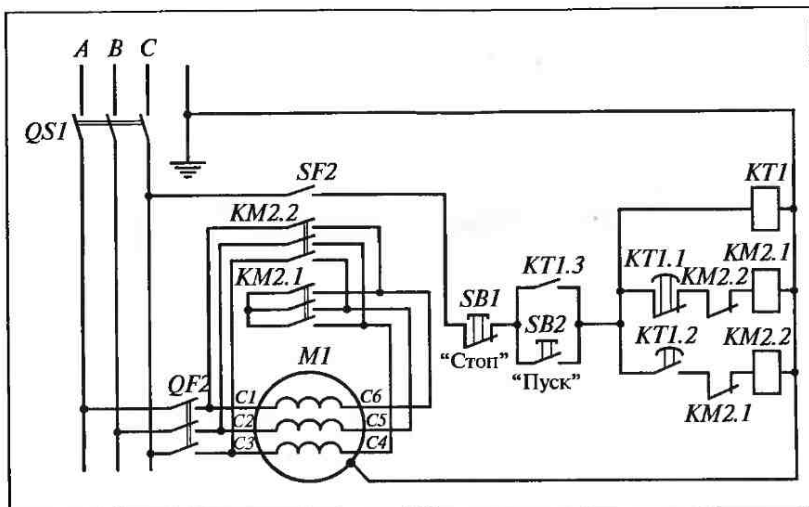 A B C
QS1
SF2
KT1
KM2.2
KT1.1
KM2.2
KM2.1
KM2.1
KT1.3
SB1
SB2
KT1.2
KM2.2
"Стоп"
"Пуск"
KM2.1
M1
QF2
C1
C6
C2
C5
C3
C4